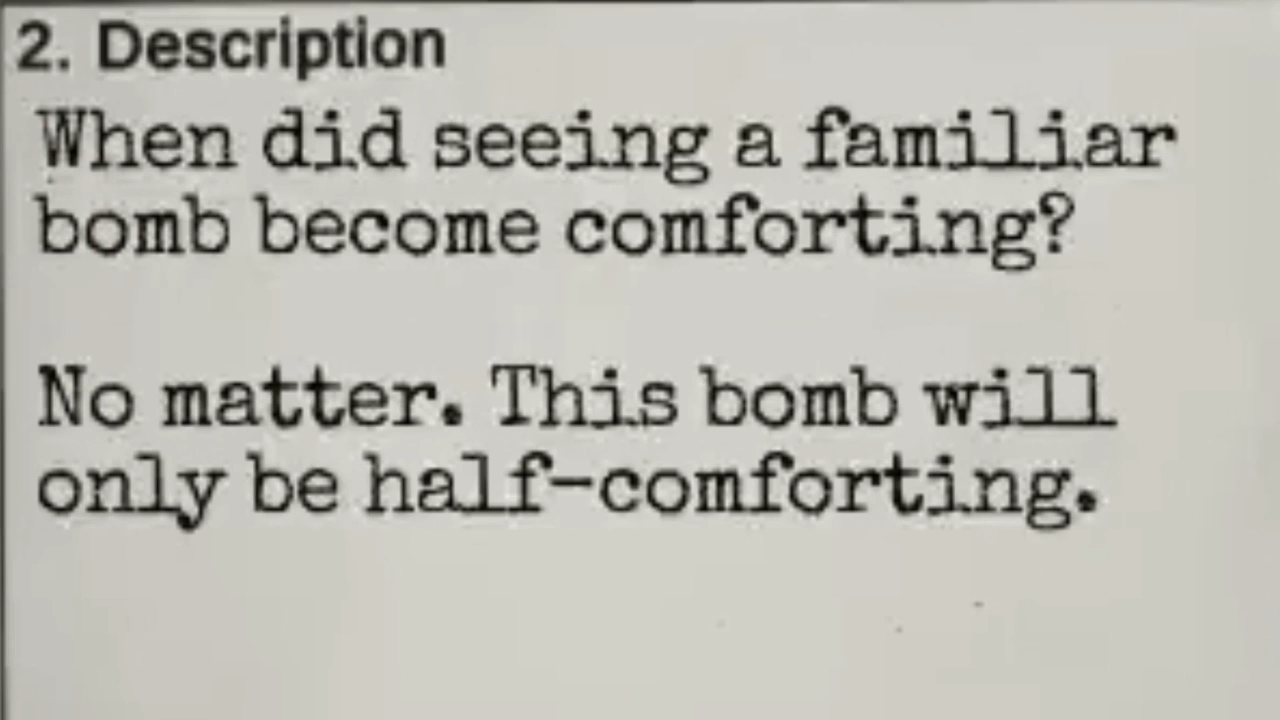 2. Description
When did seeing a familiar
bomb become comforting?
No matter. This bomb will
only be half-comforting.